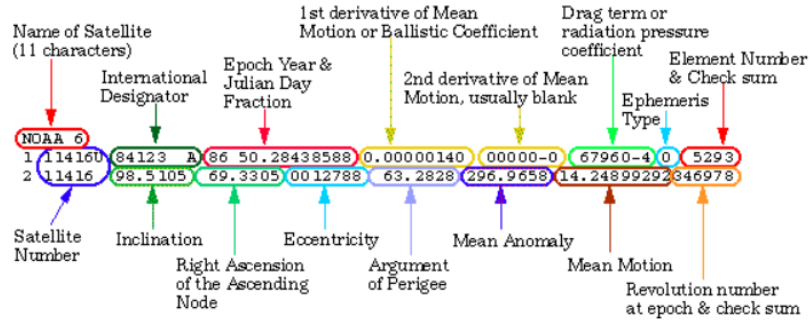 Name of Satellite
(11 characters)
International
Designator
Epoch Year &
Julian Day
Fraction
1st derivative of Mean
Motion or Ballistic Coefficient
2nd derivative of Mean
Motion, usually blank
Drag term or
radiation pressure
coefficient
Ephemeris
Type
Element Number
& Check sum
NOAA 6
1 11416U 84123 A 86 50.28438588 0.00000140 00000-0 67960-4 0 5293
2 11416 98.5105 69.3305 0012788 63.2828 296.9658 14.24899292346978
Satellite
Number
Inclination
Right Ascension
of the Ascending
Node
Eccentricity
Argument
of Perigee
Mean Anomaly
Mean Motion
Revolution number
at epoch & check sum